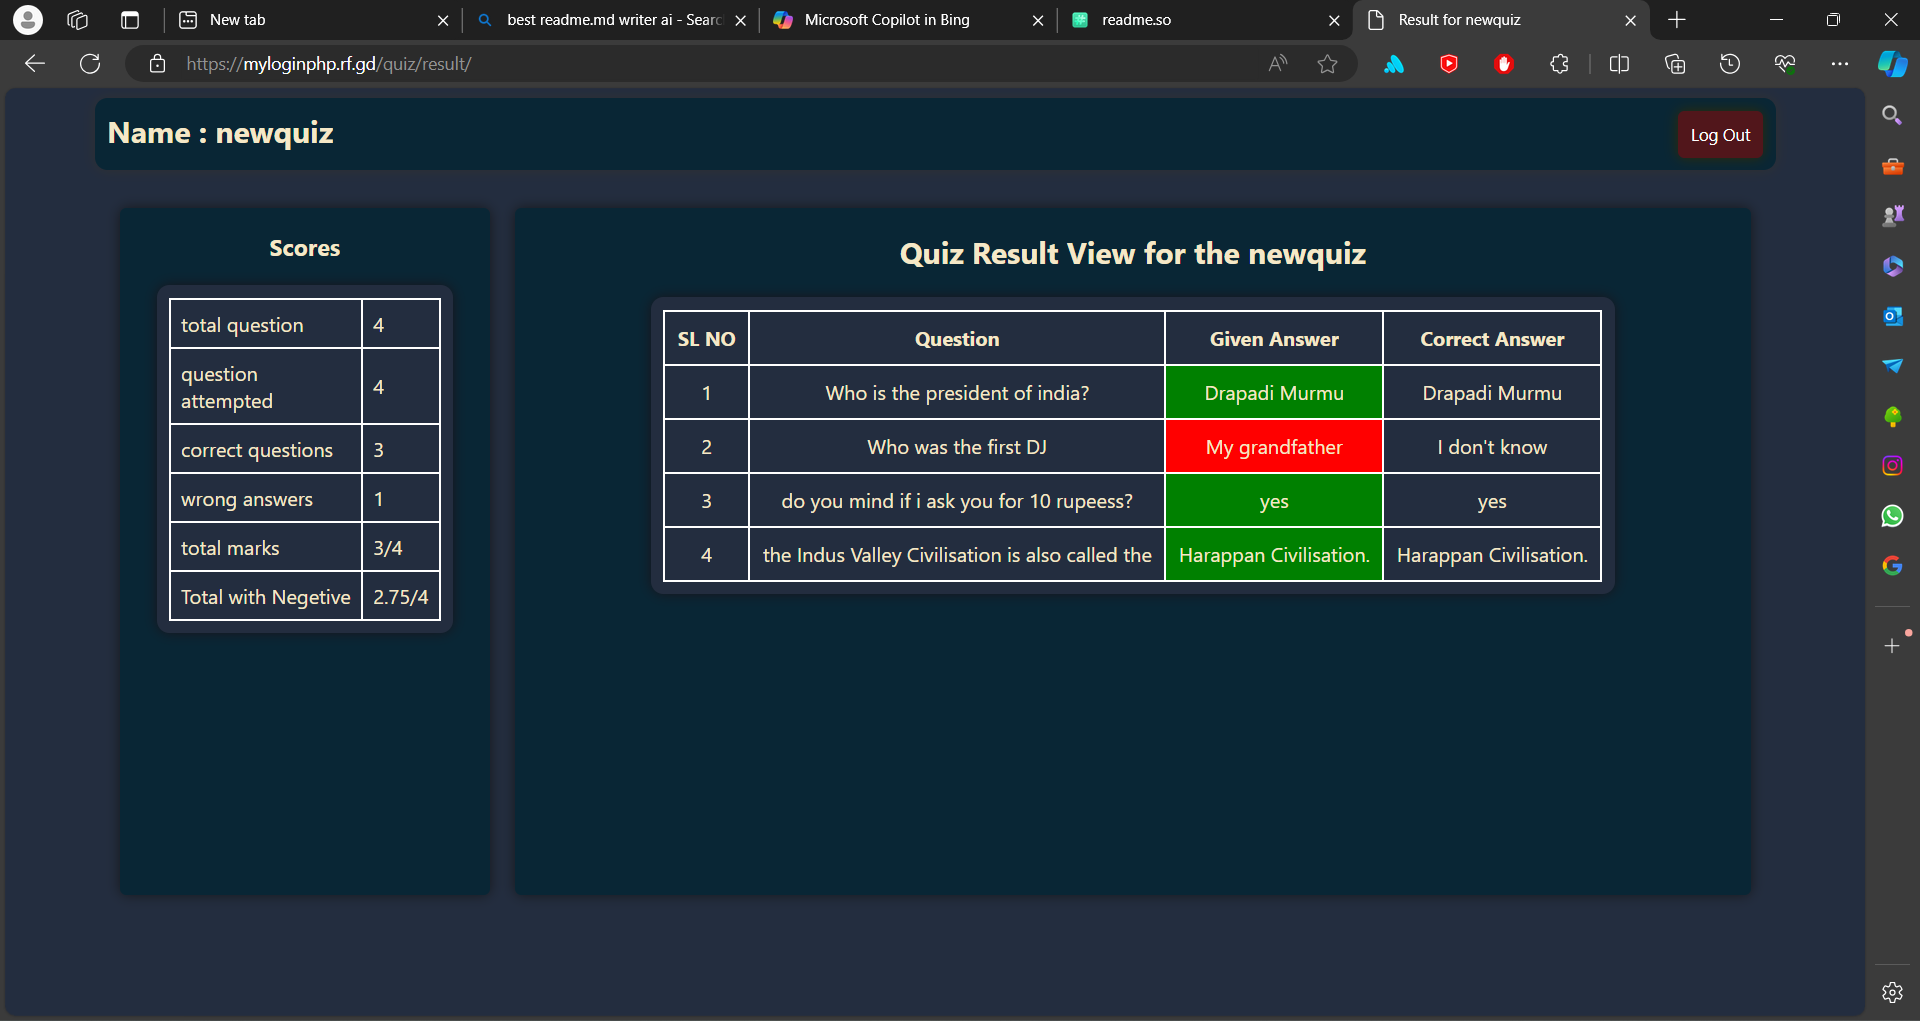 New tab
best readme.md writer ai - Searc
Microsoft Copilot in Bing
readme.so
Result for newquiz
https://myloginphp.rf.gd/quiz/result/
Name : newquiz
Log Out
Scores
total question 4
question attempted 4
correct questions 3
wrong answers 1
total marks 3/4
Total with Negetive 2.75/4
Quiz Result View for the newquiz
SL NO Question Given Answer Correct Answer
1 Who is the president of india? Drapadi Murmu Drapadi Murmu
2 Who was the first DJ My grandfather I don't know
3 do you mind if i ask you for 10 rupeess? yes yes
4 the Indus Valley Civilisation is also called the Harappan Civilisation. Harappan Civilisation.